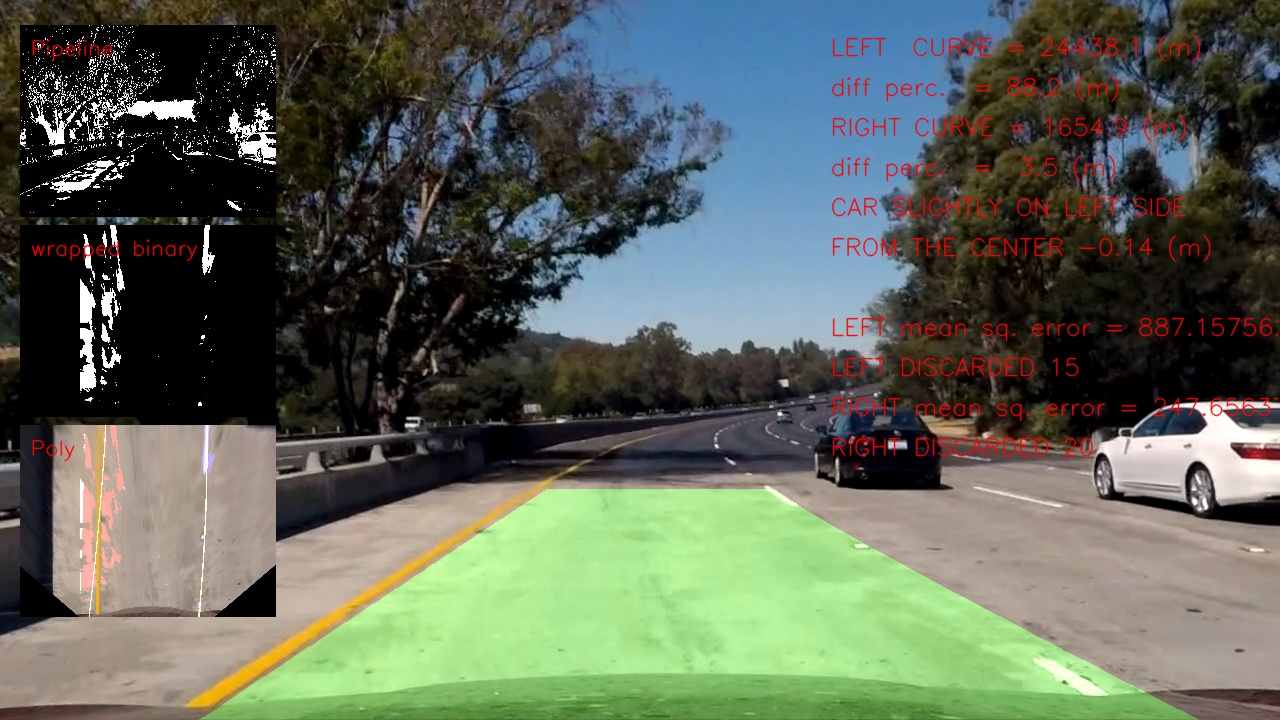 Pipeline
wrapped binary
Poly
LEFT CURVE = 24438.1 (m)
diff perc. = 88.2 (m)
RIGHT CURVE = 1654.9 (m)
diff perc. = 3.5 (m)
CAR SLIGHTLY ON LEFT SIDE
FROM THE CENTER -0.14 (m)
LEFT mean sq. error = 887.15756
LEFT DISCARDED 15
RIGHT mean sq. error = 247.6563
RIGHT DISCARDED 20